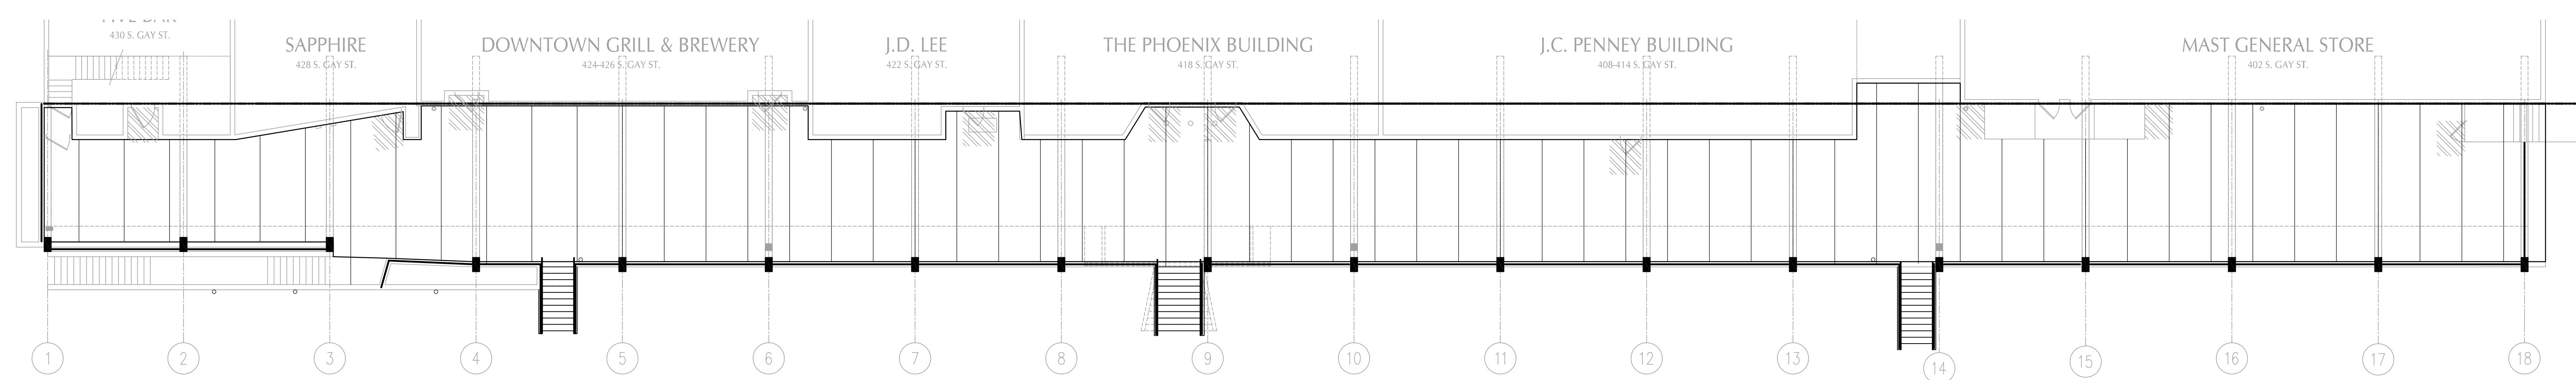 FIVE BAR
430 S. GAY ST.
SAPPHIRE
428 S. GAY ST.
DOWNTOWN GRILL & BREWERY
424-426 S. GAY ST.
J.D. LEE
422 S. GAY ST.
THE PHOENIX BUILDING
418 S. GAY ST.
J.C. PENNEY BUILDING
408-414 S. GAY ST.
MAST GENERAL STORE
402 S. GAY ST.
1 2 3 4 5 6 7 8 9 10 11 12 13 14 15 16 17 18